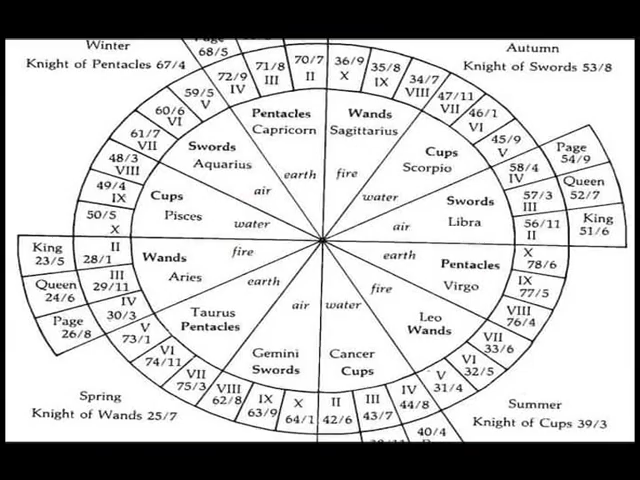 Winter
Knight of Pentacles 67/4
Page
68/5
Autumn
Knight of Swords 53/8
70/7
II
71/8
III
72/9
IV
59/5
V
60/6
VI
61/7
VII
48/3
VIII
49/4
IX
50/5
X
36/9
X
35/8
IX
34/7
VIII
47/11
VII
46/1
VI
45/9
V
58/4
IV
57/3
III
56/11
II
Page
54/9
Queen
52/7
King
51/6
Pentacles
Capricorn
earth
Wands
Sagittarius
fire
Swords
Aquarius
air
Cups
Scorpio
water
Cups
Pisces
water
Swords
Libra
air
Wands
Aries
fire
Pentacles
Virgo
earth
Taurus
Pentacles
earth
Leo
Wands
fire
Gemini
Swords
air
Cancer
Cups
water
King
23/5
Queen
24/6
Page
26/8
II
28/1
III
29/11
IV
30/3
V
73/1
VI
74/11
VII
75/3
VIII
62/8
IX
63/9
X
64/1
II
42/6
III
43/7
IV
44/8
V
31/4
VI
32/5
VII
33/6
VIII
76/4
IX
77/5
X
78/6
40/4
Spring
Knight of Wands 25/7
Summer
Knight of Cups 39/3